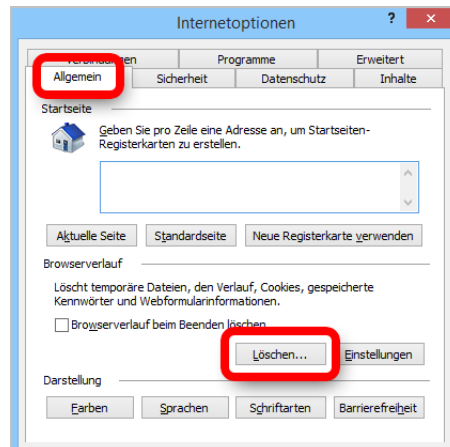 Internetoptionen
?
Verbindungen Programme Erweitert
Allgemein Sicherheit Datenschutz Inhalte
Startseite
Geben Sie pro Zeile eine Adresse an, um Startseiten-
Registerkarten zu erstellen.
Aktuelle Seite Standardseite Neue Registerkarte verwenden
Browserverlauf
Löscht temporäre Dateien, den Verlauf, Cookies, gespeicherte
Kennwörter und Webformularinformationen.
Browserverlauf beim Beenden löschen
Löschen... Einstellungen
Darstellung
Farben Sprachen Schriftarten Barrierefreiheit